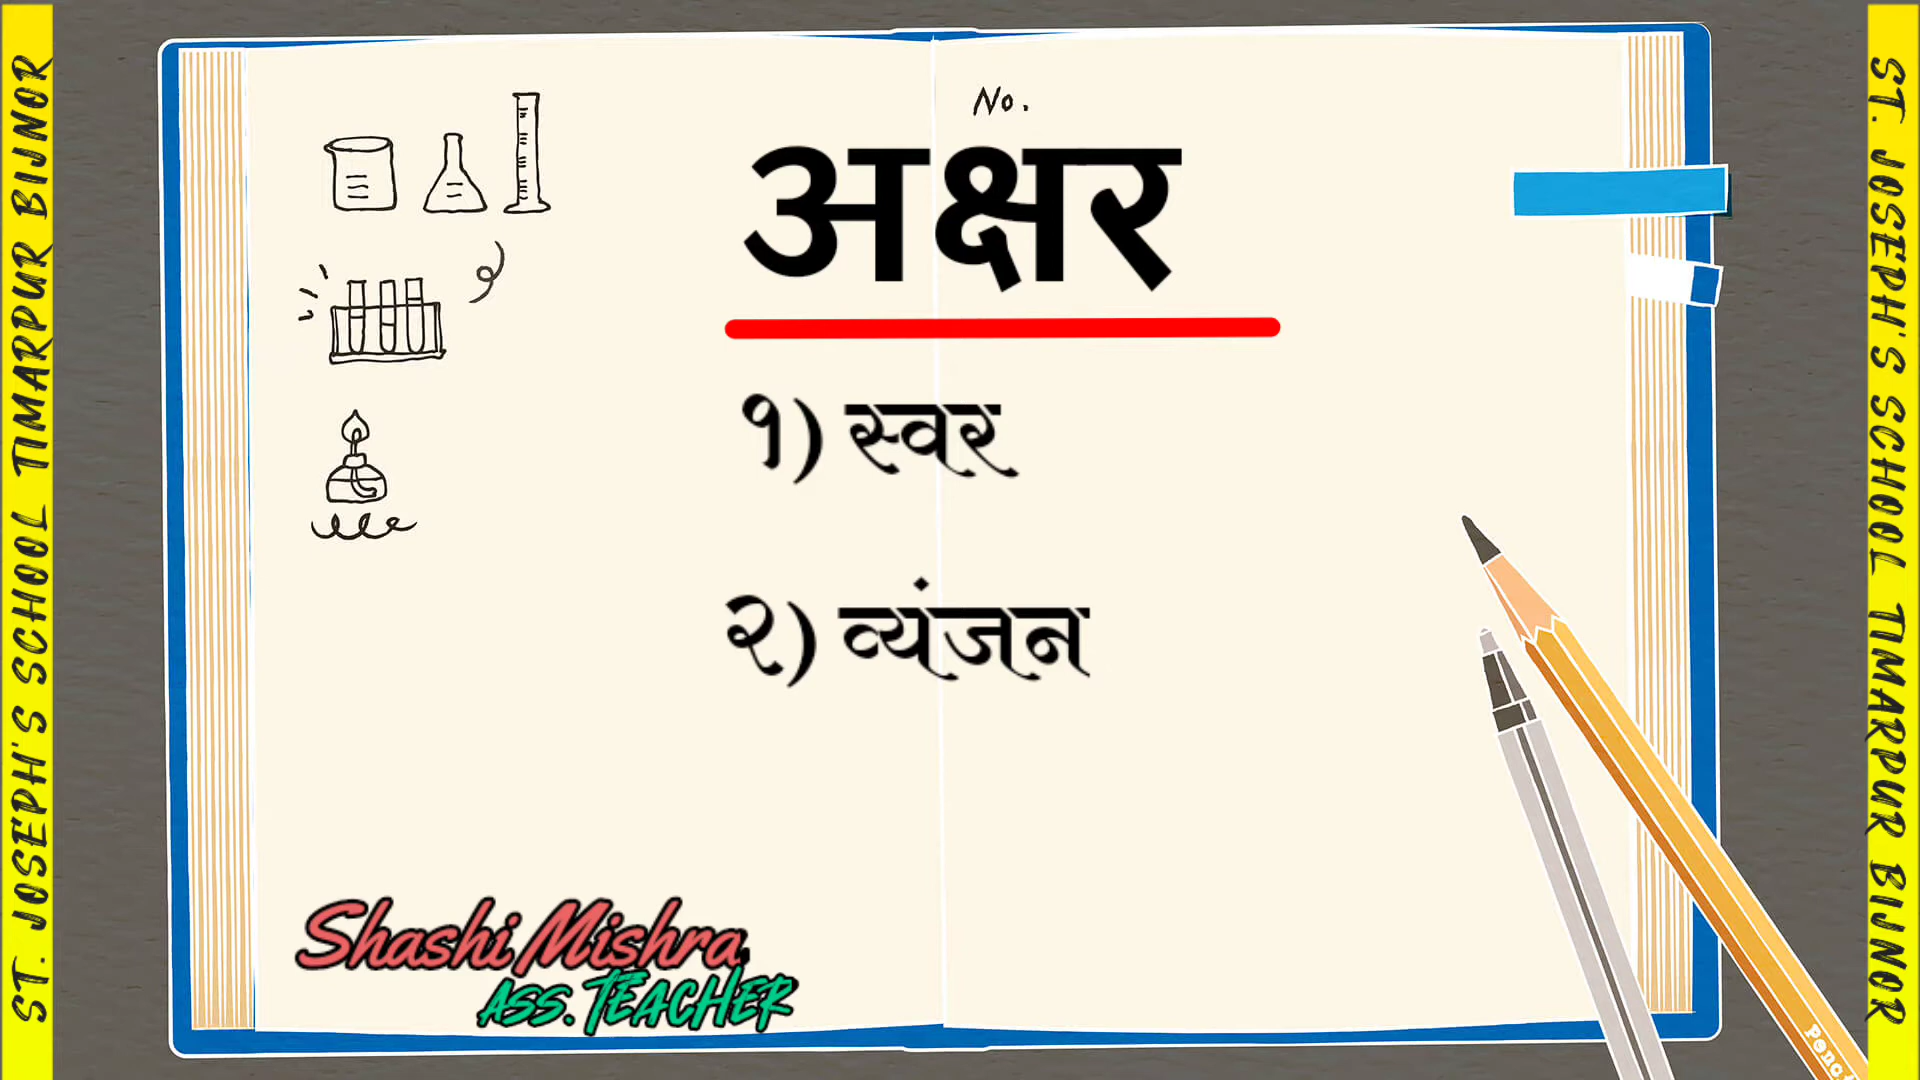 ST. JOSEPH'S SCHOOL TIMARPUR BIJNOR
No.
अक्षर
१) स्वर
२) व्यंजन
Shashi Mishra
ASS. TEACHER
ST. JOSEPH'S SCHOOL TIMARPUR BIJNOR